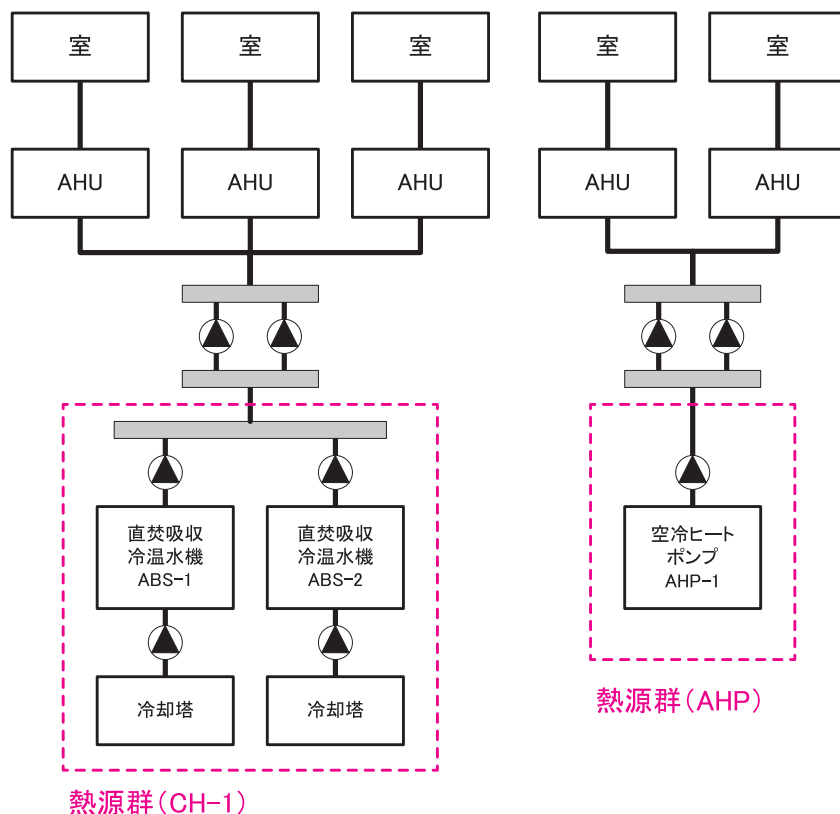 室
室
室
室
室
AHU
AHU
AHU
AHU
AHU
直焚吸収
冷温水機
ABS-1
直焚吸収
冷温水機
ABS-2
空冷ヒート
ポンプ
AHP-1
冷却塔
冷却塔
熱源群(AHP)
熱源群(CH-1)